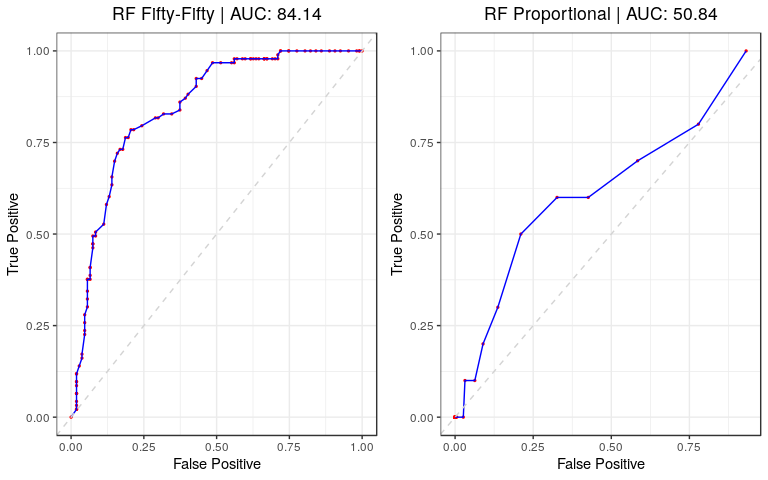 RF Fifty-Fifty | AUC: 84.14
True Positive
1.00
0.75
0.50
0.25
0.00
0.00 0.25 0.50 0.75 1.00
False Positive
RF Proportional | AUC: 50.84
True Positive
1.00
0.75
0.50
0.25
0.00
0.00 0.25 0.50 0.75
False Positive